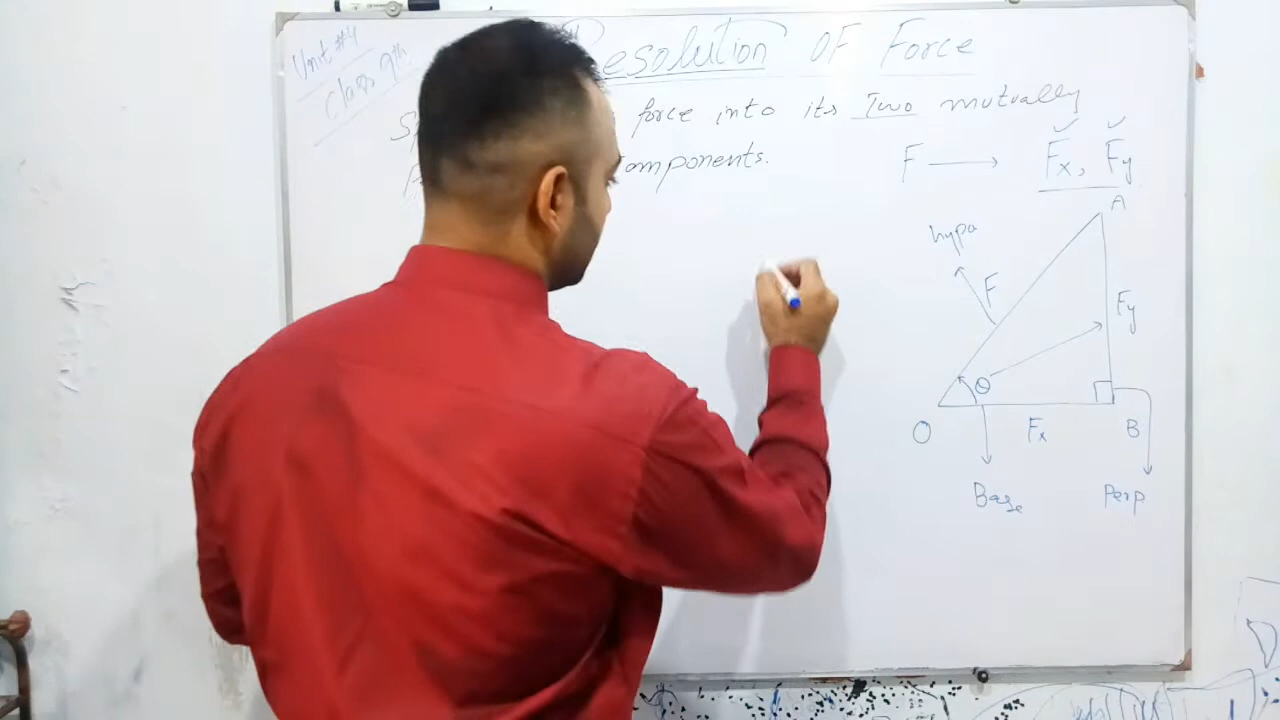 Unit #4
Class 9th
Resolution OF Force
force into its Two mutually
components.
F → Fx, Fy
A
hypo
F
Fy
θ
O
Fx
B
Base
Perp